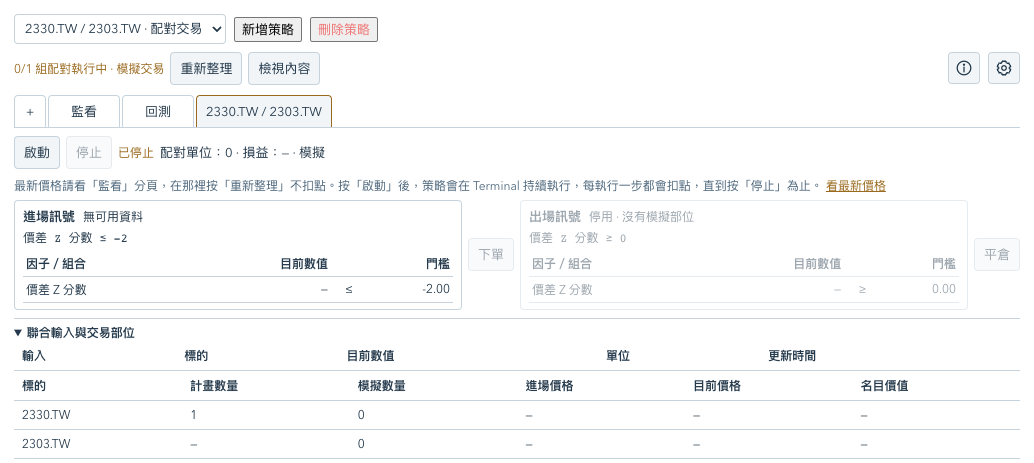 2330.TW / 2303.TW · 配對交易 新增策略 刪除策略
0/1 組配對執行中 · 模擬交易 重新整理 檢視內容
+ 監看 回測 2330.TW / 2303.TW
啟動 停止 已停止 配對單位：0 · 損益：— · 模擬
最新價格請看「監看」分頁，在那裡按「重新整理」不扣點。按「啟動」後，策略會在 Terminal 持續執行，每執行一步都會扣點，直到按「停止」為止。 看最新價格
進場訊號 無可用資料
價差 Z 分數 ≤ −2
因子 / 組合 目前數值 門檻
價差 Z 分數 — ≤ -2.00
下單
出場訊號 停用 · 沒有模擬部位
價差 Z 分數 ≥ 0
因子 / 組合 目前數值 門檻
價差 Z 分數 — ≥ 0.00
平倉
▼ 聯合輸入與交易部位
輸入 標的 目前數值 單位 更新時間
標的 計畫數量 模擬數量 進場價格 目前價格 名目價值
2330.TW 1 0 — — —
2303.TW — 0 — — —